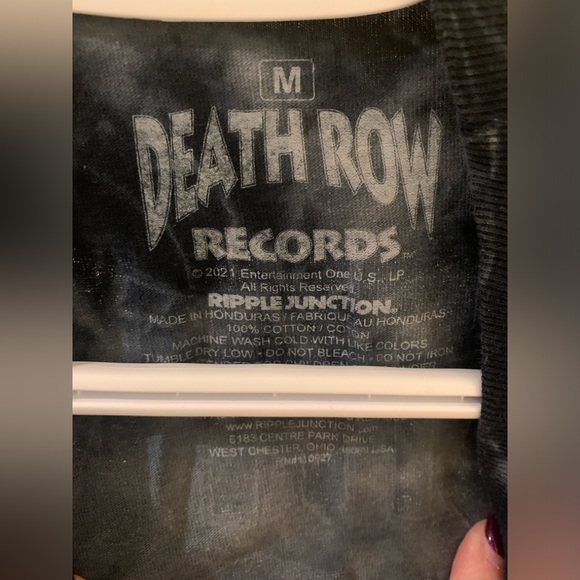 M
DEATH ROW
RECORDS
© 2021 Entertainment One U.S., LP.
All Rights Reserved
RIPPLE JUNCTION
MADE IN HONDURAS / FABRIQUE AU HONDURAS
100% COTTON / COTON
MACHINE WASH COLD WITH LIKE COLORS
TUMBLE DRY LOW • DO NOT BLEACH • DO NOT IRON
www.RIPPLEJUNCTION.com
6183 CENTRE PARK DRIVE
WEST CHESTER, OHIO, USA